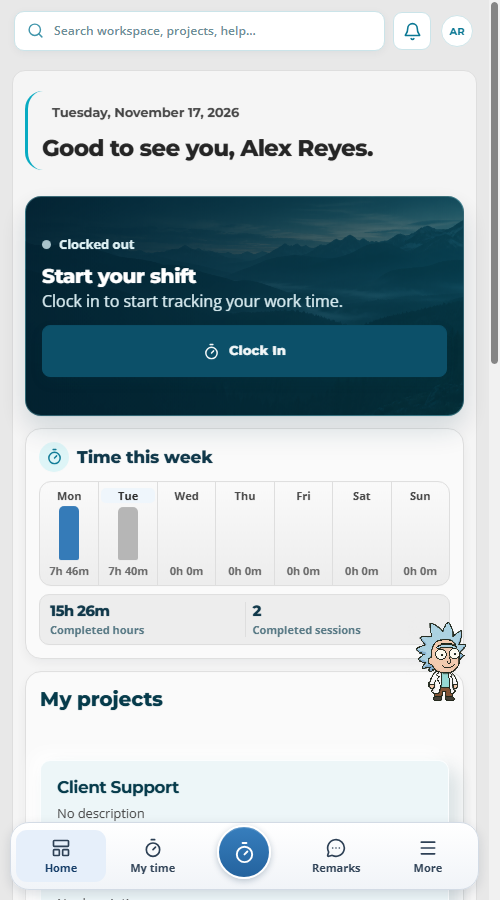 Search workspace, projects, help...
AR
Tuesday, November 17, 2026
Good to see you, Alex Reyes.
Clocked out
Start your shift
Clock in to start tracking your work time.
Clock In
Time this week
Mon Tue Wed Thu Fri Sat Sun
7h 46m 7h 40m 0h 0m 0h 0m 0h 0m 0h 0m 0h 0m
15h 26m 2
Completed hours Completed sessions
My projects
Client Support
No description
Home My time Remarks More